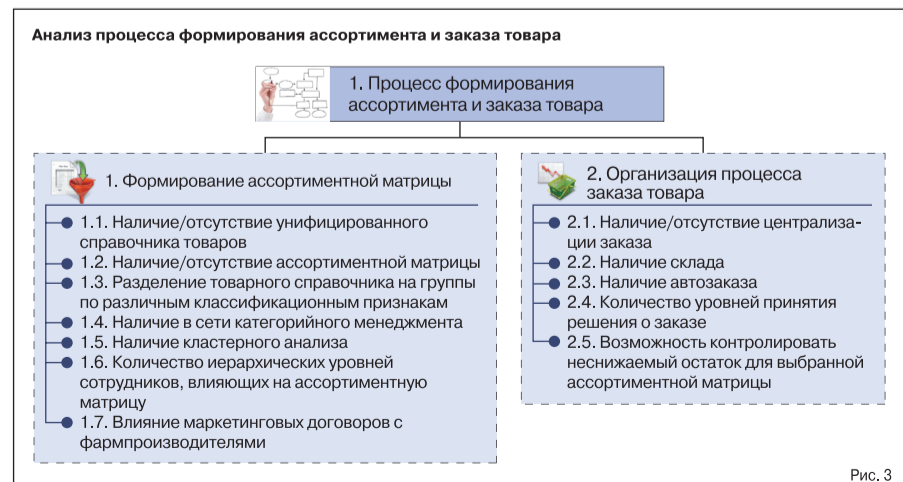 Анализ процесса формирования ассортимента и заказа товара
1. Процесс формирования
ассортимента и заказа товара
1. Формирование ассортиментной матрицы
1.1. Наличие/отсутствие унифицированного
справочника товаров
1.2. Наличие/отсутствие ассортиментной матрицы
1.3. Разделение товарного справочника на группы
по различным классификационным признакам
1.4. Наличие в сети категорийного менеджмента
1.5. Наличие кластерного анализа
1.6. Количество иерархических уровней
сотрудников, влияющих на ассортиментную
матрицу
1.7. Влияние маркетинговых договоров с
фармпроизводителями
2. Организация процесса
заказа товара
2.1. Наличие/отсутствие централиза-
ции заказа
2.2. Наличие склада
2.3. Наличие автозаказа
2.4. Количество уровней принятия
решения о заказе
2.5. Возможность контролировать
неснижаемый остаток для выбранной
ассортиментной матрицы
Рис. 3